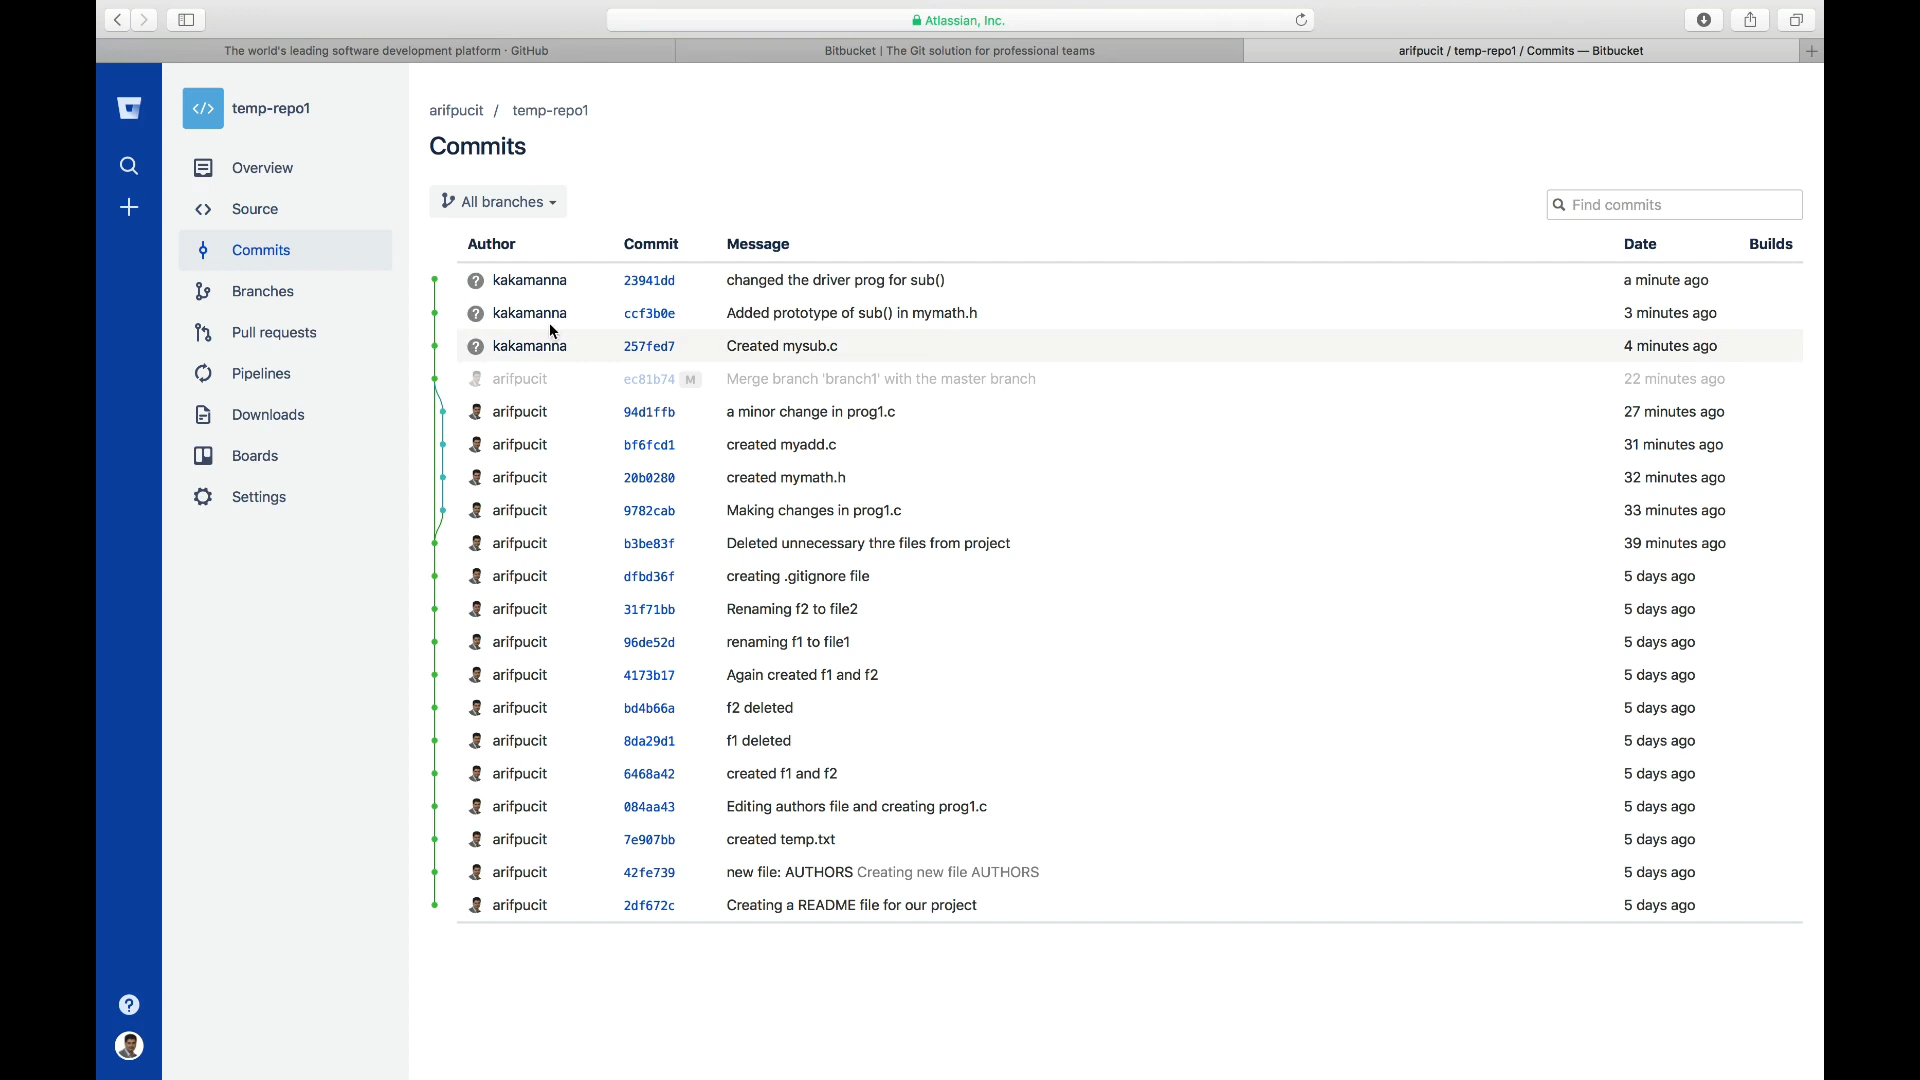 Atlassian, Inc.
The world's leading software development platform · GitHub
Bitbucket | The Git solution for professional teams
arifpucit / temp-repo1 / Commits — Bitbucket
</> temp-repo1
Overview
Source
Commits
Branches
Pull requests
Pipelines
Downloads
Boards
Settings
arifpucit / temp-repo1
Commits
All branches
Find commits
Author Commit Message Date Builds
? kakamanna 23941dd changed the driver prog for sub() a minute ago
? kakamanna ccf3b0e Added prototype of sub() in mymath.h 3 minutes ago
? kakamanna 257fed7 Created mysub.c 4 minutes ago
arifpucit ec81b74 M Merge branch 'branch1' with the master branch 22 minutes ago
arifpucit 94d1ffb a minor change in prog1.c 27 minutes ago
arifpucit bf6fcd1 created myadd.c 31 minutes ago
arifpucit 20b0280 created mymath.h 32 minutes ago
arifpucit 9782cab Making changes in prog1.c 33 minutes ago
arifpucit b3be83f Deleted unnecessary thre files from project 39 minutes ago
arifpucit dfbd36f creating .gitignore file 5 days ago
arifpucit 31f71bb Renaming f2 to file2 5 days ago
arifpucit 96de52d renaming f1 to file1 5 days ago
arifpucit 4173b17 Again created f1 and f2 5 days ago
arifpucit bd4b66a f2 deleted 5 days ago
arifpucit 8da29d1 f1 deleted 5 days ago
arifpucit 6468a42 created f1 and f2 5 days ago
arifpucit 084aa43 Editing authors file and creating prog1.c 5 days ago
arifpucit 7e907bb created temp.txt 5 days ago
arifpucit 42fe739 new file: AUTHORS Creating new file AUTHORS 5 days ago
arifpucit 2df672c Creating a README file for our project 5 days ago
?